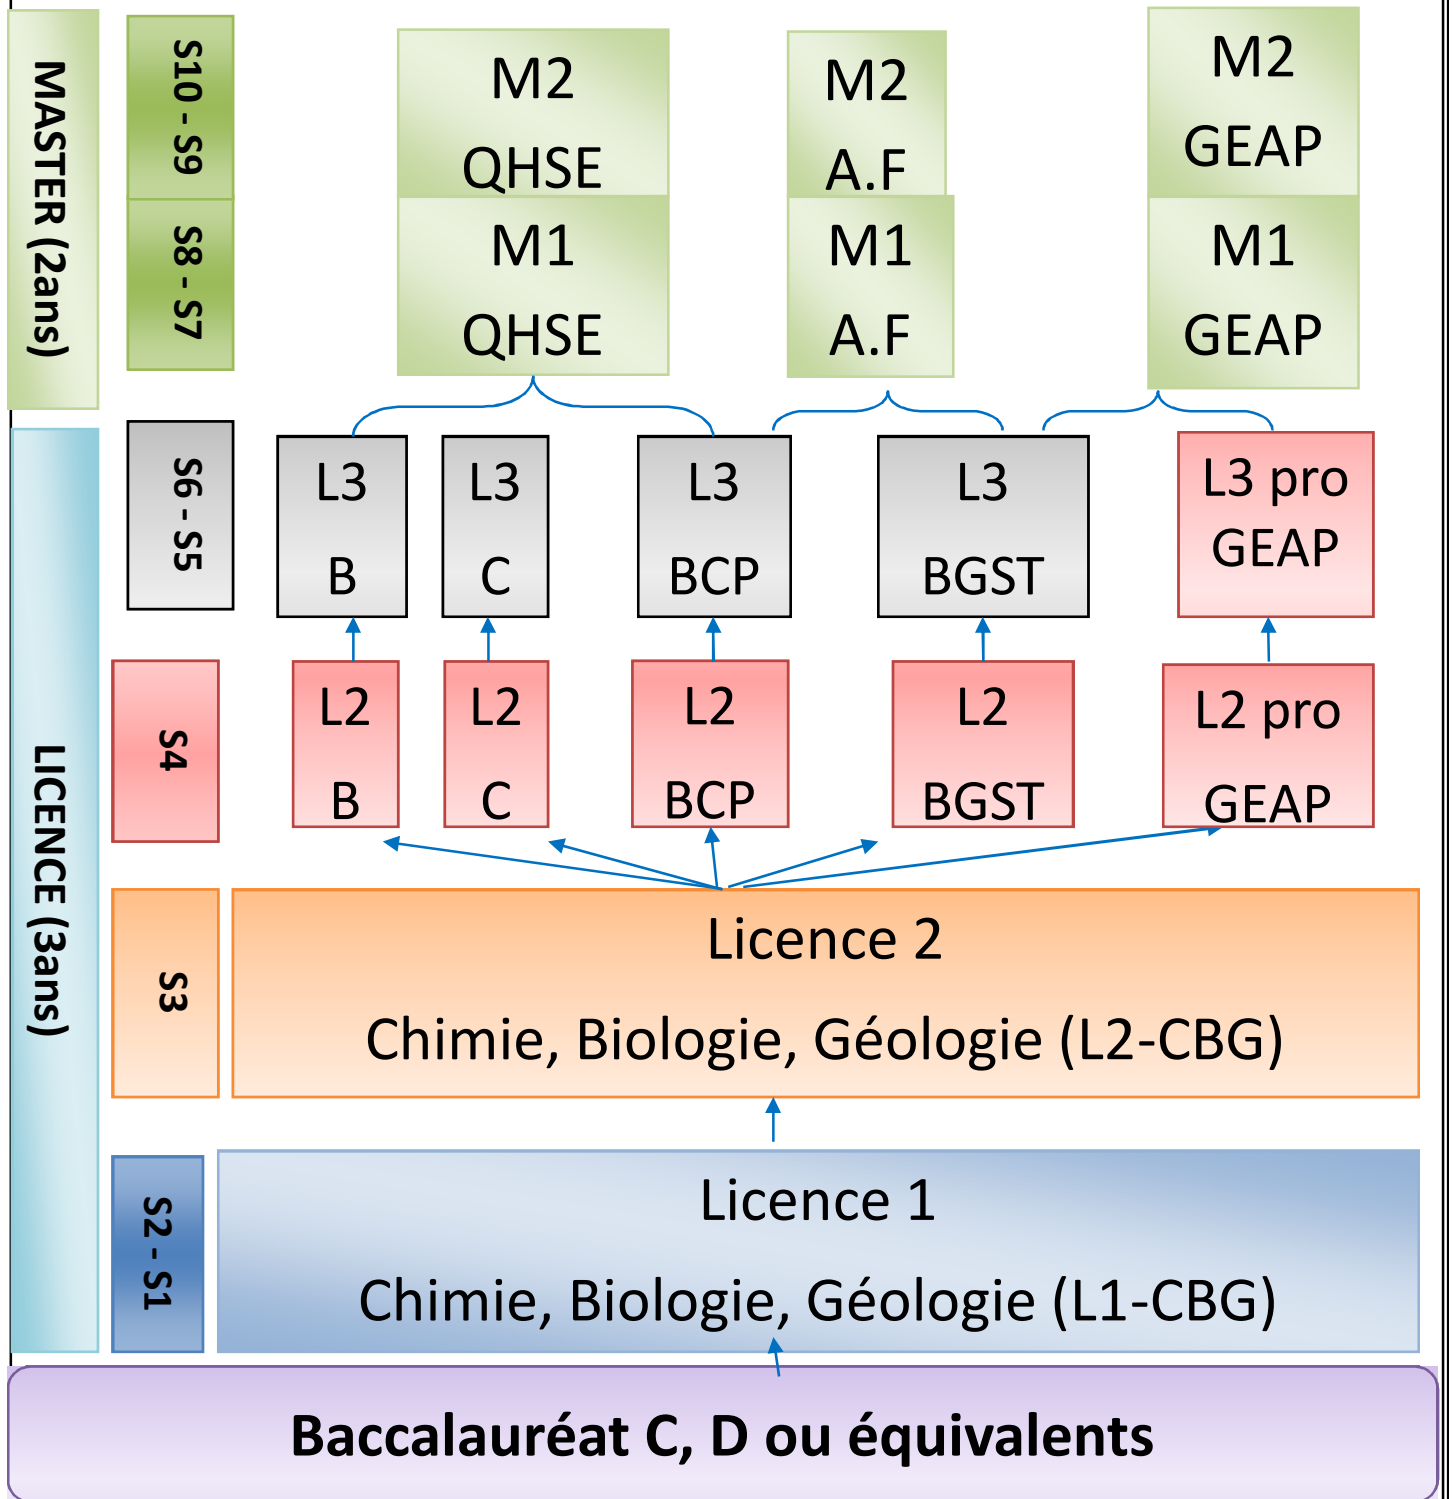 MASTER (2ans)
S10 - S9
M2
QHSE
M2
A.F
M2
GEAP
S8 - S7
M1
QHSE
M1
A.F
M1
GEAP
LICENCE (3ans)
S6 - S5
L3
B
L3
C
L3
BCP
L3
BGST
L3 pro
GEAP
S4
L2
B
L2
C
L2
BCP
L2
BGST
L2 pro
GEAP
S3
Licence 2
Chimie, Biologie, Géologie (L2-CBG)
S2 - S1
Licence 1
Chimie, Biologie, Géologie (L1-CBG)
Baccalauréat C, D ou équivalents